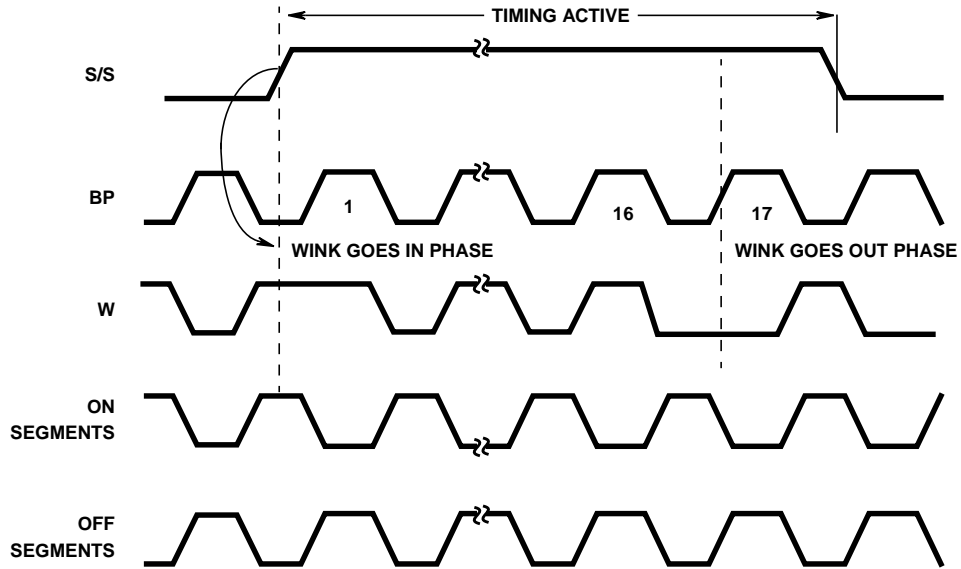 TIMING ACTIVE
S/S
BP
1
16
17
WINK GOES IN PHASE
WINK GOES OUT PHASE
W
ON
SEGMENTS
OFF
SEGMENTS